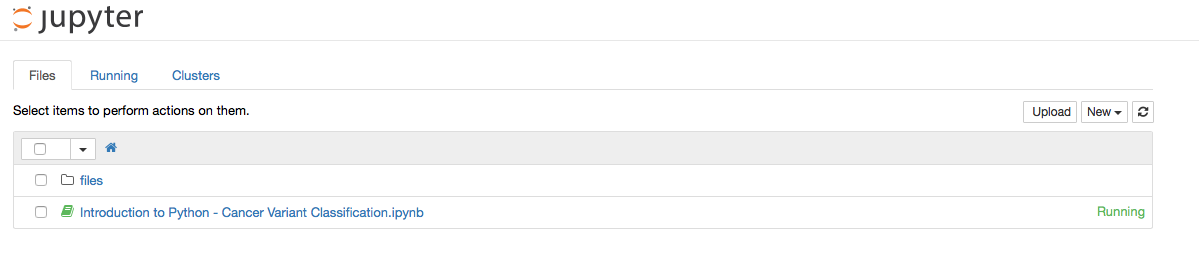 jupyter
Files Running Clusters
Select items to perform actions on them. Upload New
files
Introduction to Python - Cancer Variant Classification.ipynb Running